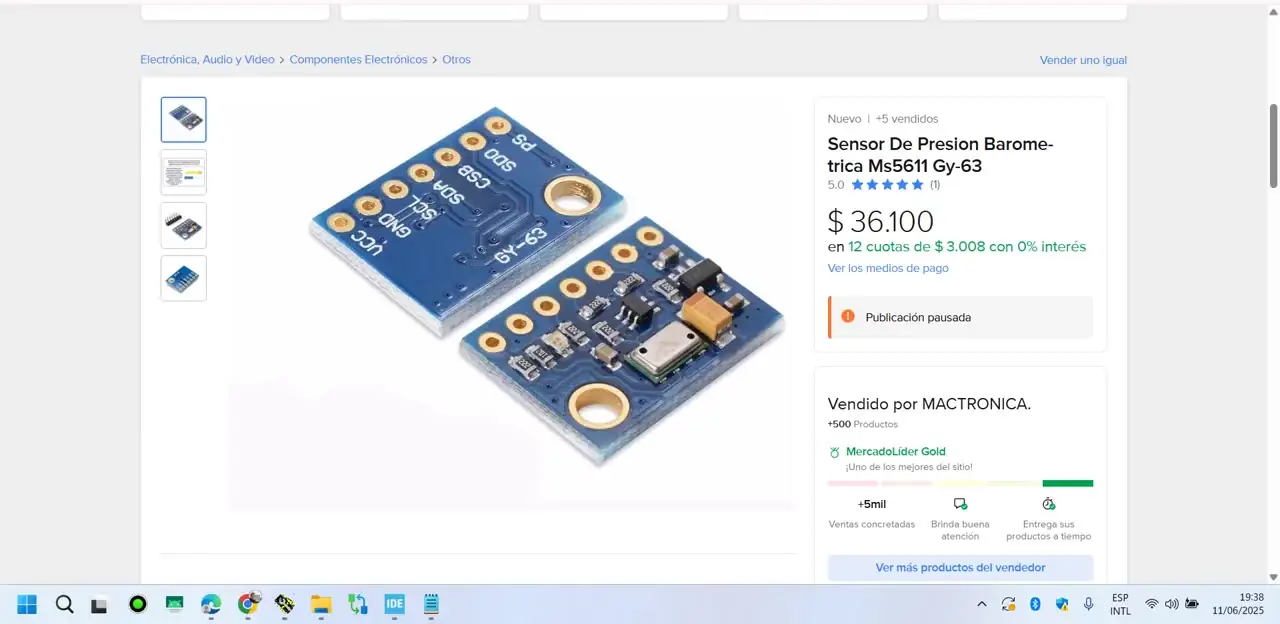 Electrónica, Audio y Video > Componentes Electrónicos > Otros
Vender uno igual
PS
SDO
CSB
SDA
SCL
GND
VCC
GY-63
222
222
222
Nuevo | +5 vendidos
Sensor De Presion Barome-
trica Ms5611 Gy-63
5.0 (1)
$ 36.100
en 12 cuotas de $ 3.008 con 0% interés
Ver los medios de pago
Publicación pausada
Vendido por MACTRONICA.
+500 Productos
MercadoLíder Gold
¡Uno de los mejores del sitio!
+5mil
Ventas concretadas
Brinda buena
atención
Entrega sus
productos a tiempo
Ver más productos del vendedor
IDE
ESP
INTL
19:38
11/06/2025